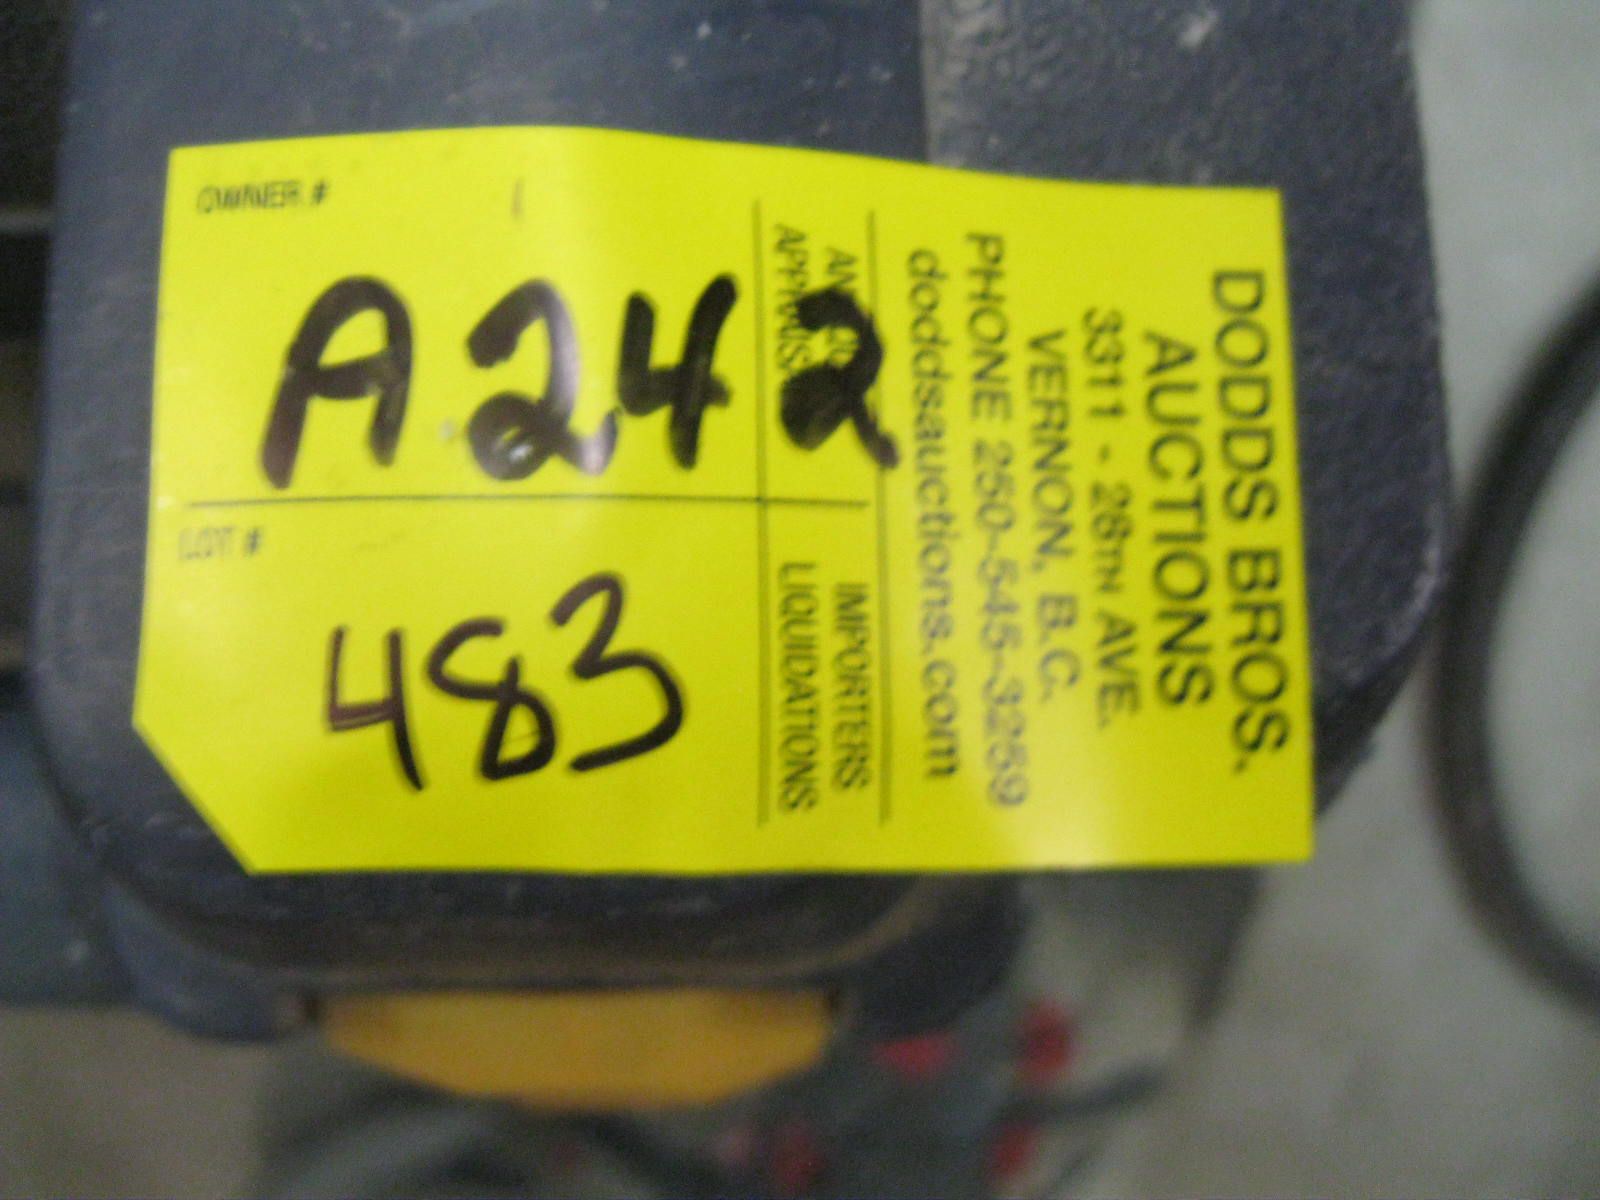 DODDS BROS.
AUCTIONS
3311 - 28TH AVE.
VERNON, B.C.
PHONE 250-545-3259
doddsauctions.com
IMPORTERS
LIQUIDATIONS
OWNER #
A242
LOT #
483